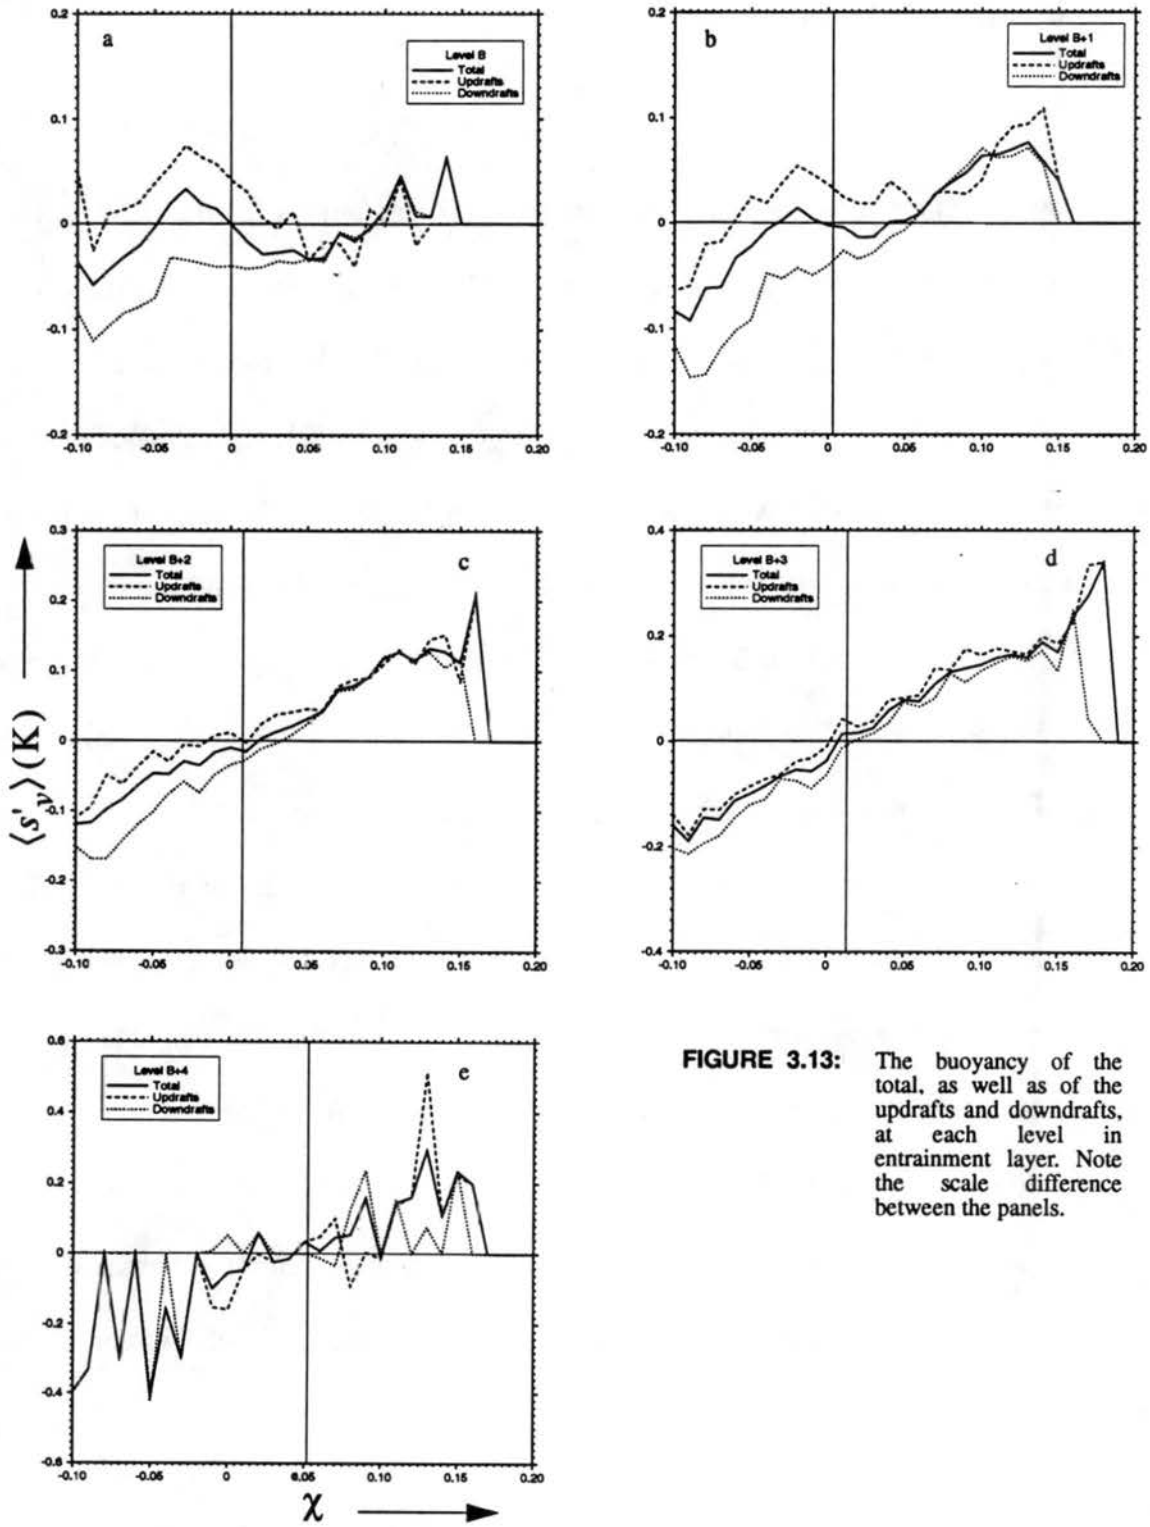 a
Level B
Total
Updrafts
Downdrafts
0.2
0.1
0
-0.1
-0.2
-0.10 -0.05 0 0.05 0.10 0.15 0.20
b
Level B+1
Total
Updrafts
Downdrafts
0.2
0.1
0
-0.1
-0.2
-0.10 -0.05 0 0.05 0.10 0.15 0.20
c
Level B+2
Total
Updrafts
Downdrafts
0.3
0.2
0.1
0
-0.1
-0.2
-0.3
-0.10 -0.05 0 0.05 0.10 0.15 0.20
d
Level B+3
Total
Updrafts
Downdrafts
0.4
0.2
0
-0.2
-0.4
-0.10 -0.05 0 0.05 0.10 0.15 0.20
⟨s'ᵥ⟩ (K)
e
Level B+4
Total
Updrafts
Downdrafts
0.6
0.4
0.2
0
-0.2
-0.4
-0.6
-0.10 -0.05 0 0.05 0.10 0.15 0.20
χ
FIGURE 3.13: The buoyancy of the
total, as well as of the
updrafts and downdrafts,
at each level in
entrainment layer. Note
the scale difference
between the panels.